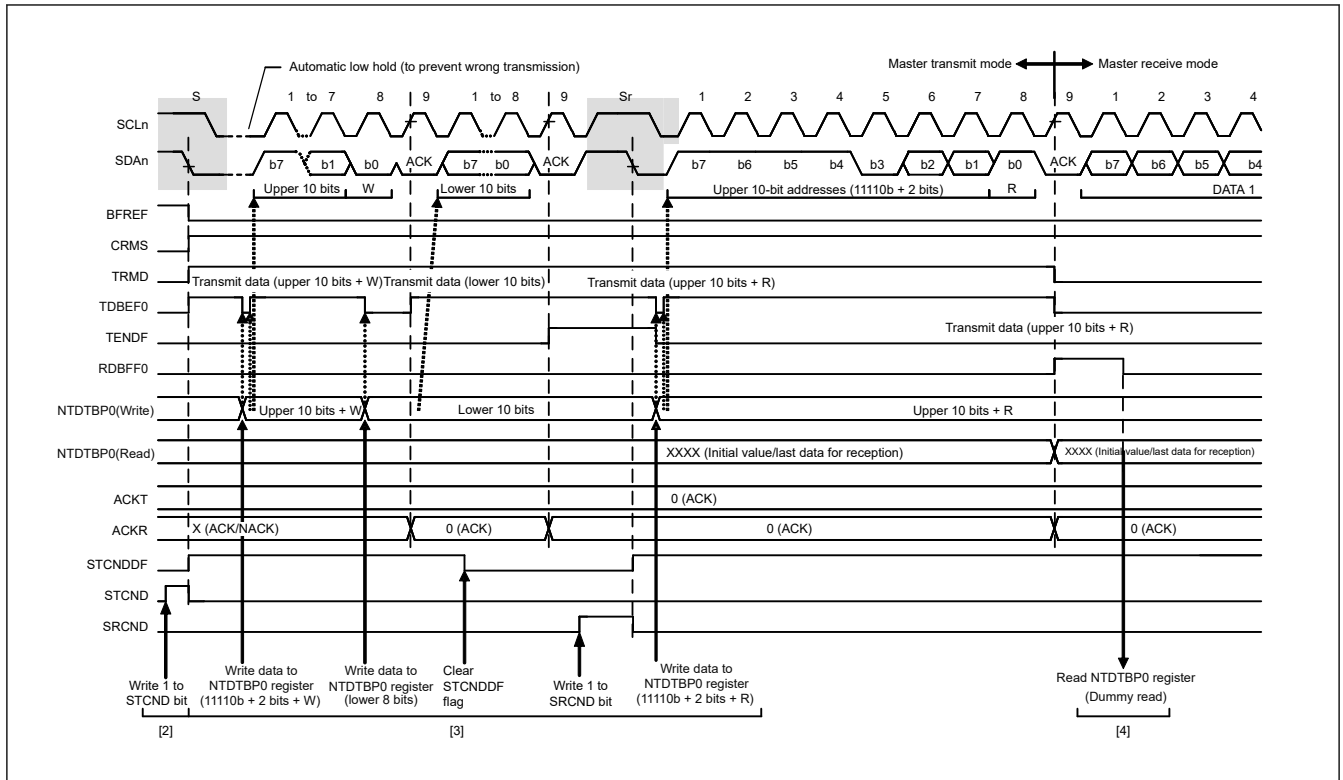 Automatic low hold (to prevent wrong transmission)
Master transmit mode
Master receive mode
S 1 to 7 8 9 1 to 8 9 Sr 1 2 3 4 5 6 7 8 9 1 2 3 4
SCLn
SDAn b7 b1 b0 ACK b7 b0 ACK b7 b6 b5 b4 b3 b2 b1 b0 ACK b7 b6 b5 b4
Upper 10 bits W Lower 10 bits Upper 10-bit addresses (11110b + 2 bits) R DATA 1
BFREF
CRMS
TRMD
Transmit data (upper 10 bits + W) Transmit data (lower 10 bits) Transmit data (upper 10 bits + R)
TDBEF0
TENDF Transmit data (upper 10 bits + R)
RDBFF0
NTDTBP0(Write) Upper 10 bits + W Lower 10 bits Upper 10 bits + R
NTDTBP0(Read) XXXX (Initial value/last data for reception) XXXX (Initial value/last data for reception)
ACKT 0 (ACK)
ACKR X (ACK/NACK) 0 (ACK) 0 (ACK) 0 (ACK)
STCNDDF
STCND
SRCND
Write 1 to
STCND bit
Write data to
NTDTBP0 register
(11110b + 2 bits + W)
Write data to
NTDTBP0 register
(lower 8 bits)
Clear
STCNDDF
flag
Write 1 to
SRCND bit
Write data to
NTDTBP0 register
(11110b + 2 bits + R)
Read NTDTBP0 register
(Dummy read)
[2] [3] [4]